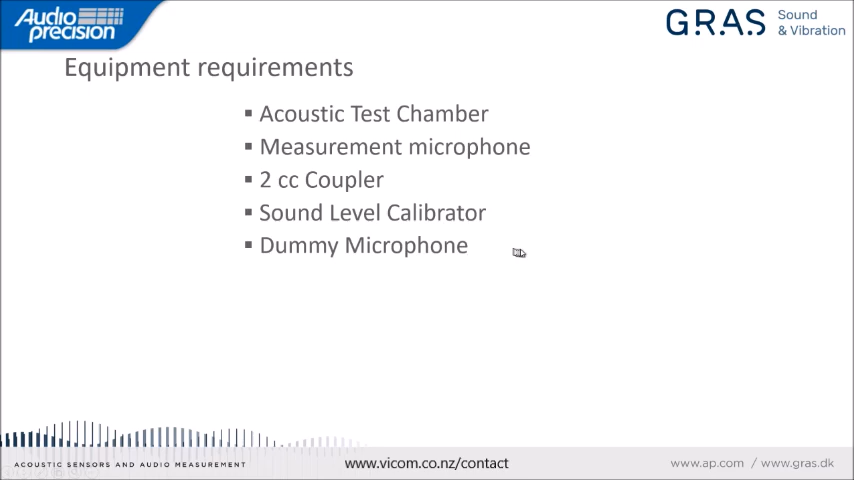 Audio
precision
GRAS Sound
& Vibration
Equipment requirements
▪ Acoustic Test Chamber
▪ Measurement microphone
▪ 2 cc Coupler
▪ Sound Level Calibrator
▪ Dummy Microphone
ACOUSTIC SENSORS AND AUDIO MEASUREMENT
www.vicom.co.nz/contact
www.ap.com / www.gras.dk